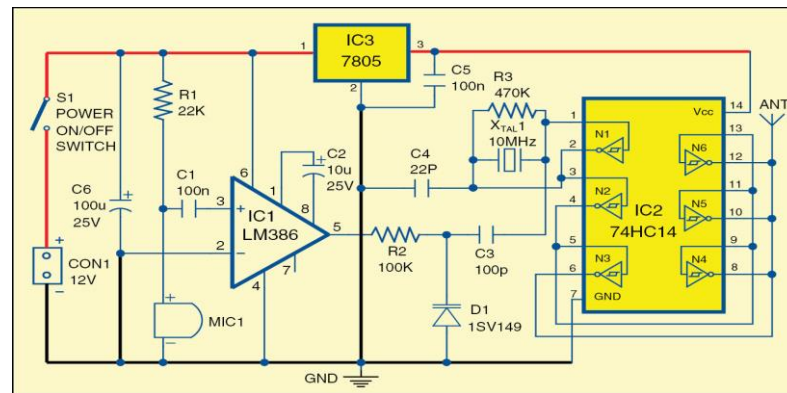 S1
POWER
ON/OFF
SWITCH
C6
100u
25V
+
CON1
12V
+
−
R1
22K
C1
100n
+
MIC1
−
6
1
3
+
IC1
LM386
2
−
4
7
8
5
C2
10u
25V
+
1
IC3
7805
3
2
C5
100n
R3
470K
XTAL1
10MHz
C4
22P
R2
100K
C3
100p
D1
1SV149
GND
Vcc
14
1
N1
2
3
N2
4
5
N3
6
7
GND
IC2
74HC14
13
N6
12
11
N5
10
9
N4
8
ANT